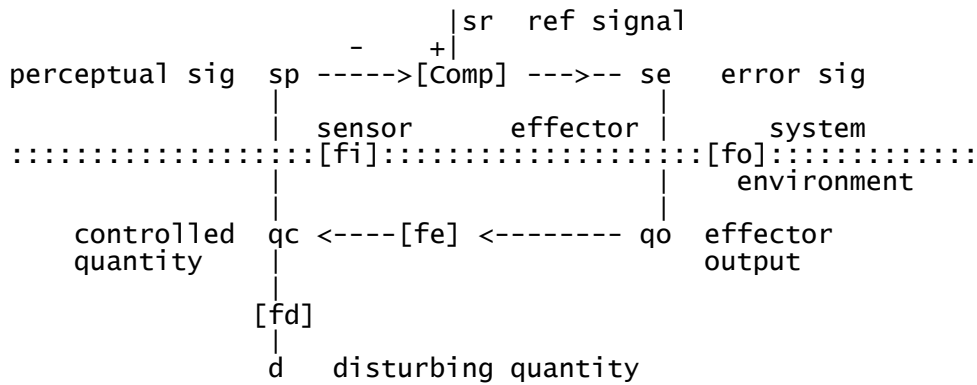 |sr ref signal
- +|
perceptual sig sp ----->[Comp] --->-- se error sig
| |
| sensor effector | system
:::::::::::::::::::[fi]::::::::::::::::::::[fo]:::::::::::::
| | environment
| |
controlled qc <----[fe] <-------- qo effector
quantity | output
|
[fd]
|
d disturbing quantity